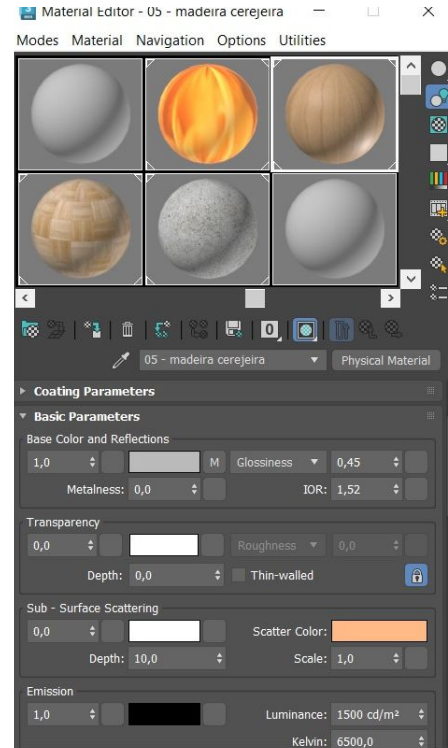 Material Editor - 05 - madeira cerejeira
Modes Material Navigation Options Utilities
0
05 - madeira cerejeira Physical Material
Coating Parameters
Basic Parameters
Base Color and Reflections
1,0 M Glossiness 0,45
Metalness: 0,0 IOR: 1,52
Transparency
0,0 Roughness 0,0
Depth: 0,0 Thin-walled
Sub - Surface Scattering
0,0 Scatter Color:
Depth: 10,0 Scale: 1,0
Emission
1,0 Luminance: 1500 cd/m²
Kelvin: 6500,0